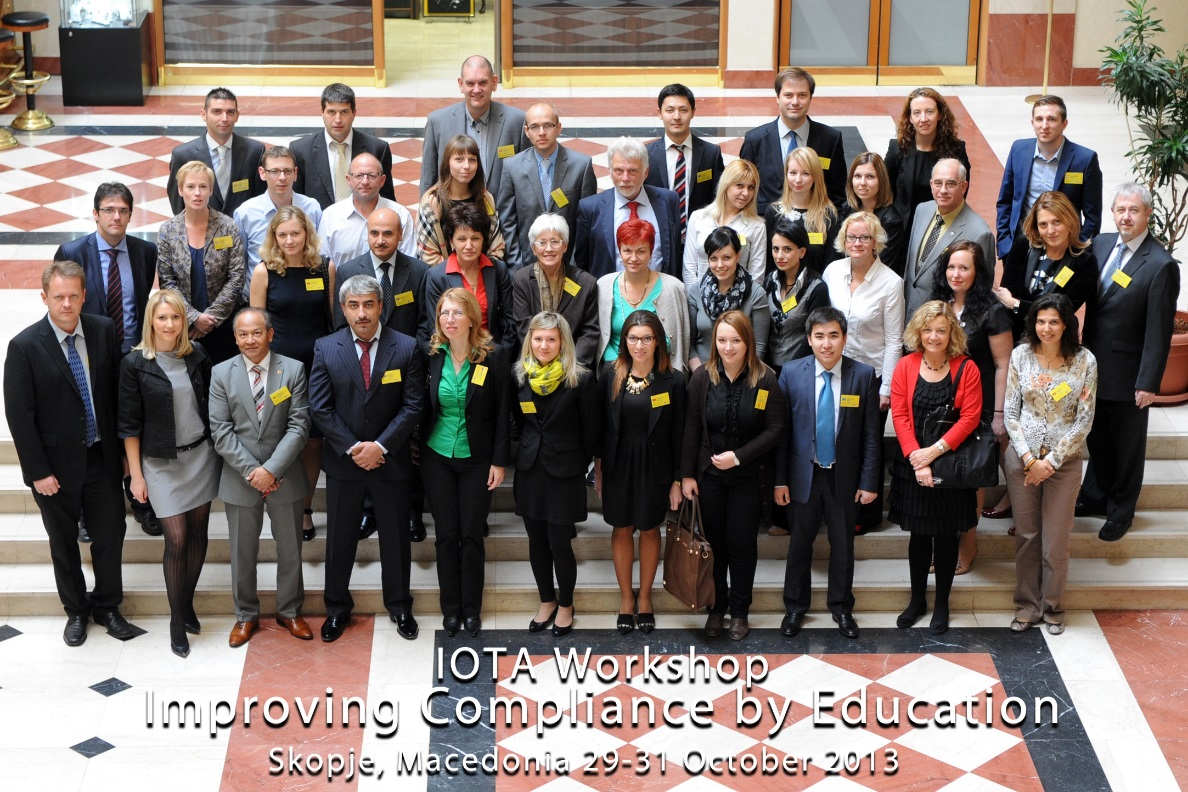 IOTA Workshop
Improving Compliance by Education
Skopje, Macedonia 29-31 October 2013